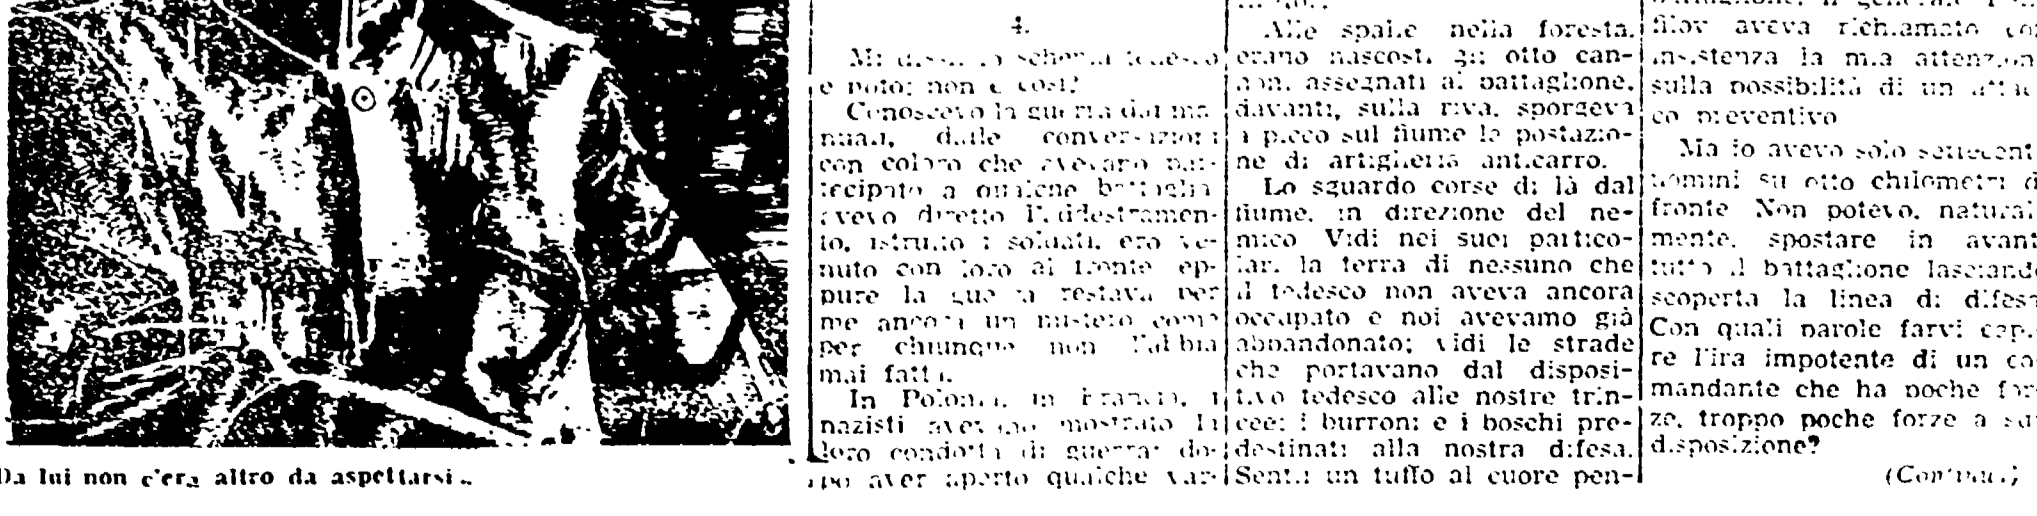 Da lui non c'era altro da aspettarsi..
4.
Mi schema tedesco
è noto; non è così?
Conoscevo la guerra dai ma-
nuali, dalle conversazioni
con coloro che avevano par-
tecipato a qualche battaglia
avevo diretto l'addestramen-
to, istruito i soldati, ero ve-
nuto con loro al fronte ep-
pure la guerra restava per
me ancora un mistero come
per chiunque non l'abbia
mai fatta.
In Polonia, in Francia, i
nazisti avevano mostrato la
loro condotta di guerra: do-
po aver aperto qualche var-
Alle spalle nella foresta,
erano nascosti gli otto can-
noni assegnati al battaglione,
davanti, sulla riva, sporgeva
a picco sul fiume la postazio-
ne di artiglieria anticarro.
Lo sguardo corse di là dal
fiume, in direzione del ne-
mico Vidi nei suoi partico-
lari la terra di nessuno che
il tedesco non aveva ancora
occupato e noi avevamo già
abbandonato; vidi le strade
che portavano dal disposi-
tivo tedesco alle nostre trin-
cee; i burroni e i boschi pre-
destinati alla nostra difesa.
Sentii un tuffo al cuore pen-
filov aveva richiamato con
insistenza la mia attenzion
sulla possibilità di un attac
co preventivo
Ma io avevo solo settecent
uomini su otto chilometri d
fronte Non potevo, natural
mente, spostare in avant
tutto il battaglione lasciando
scoperta la linea di difesa
Con quali parole farvi capi
re l'ira impotente di un co
mandante che ha poche for
ze, troppo poche forze a sua
disposizione?
(Continua)